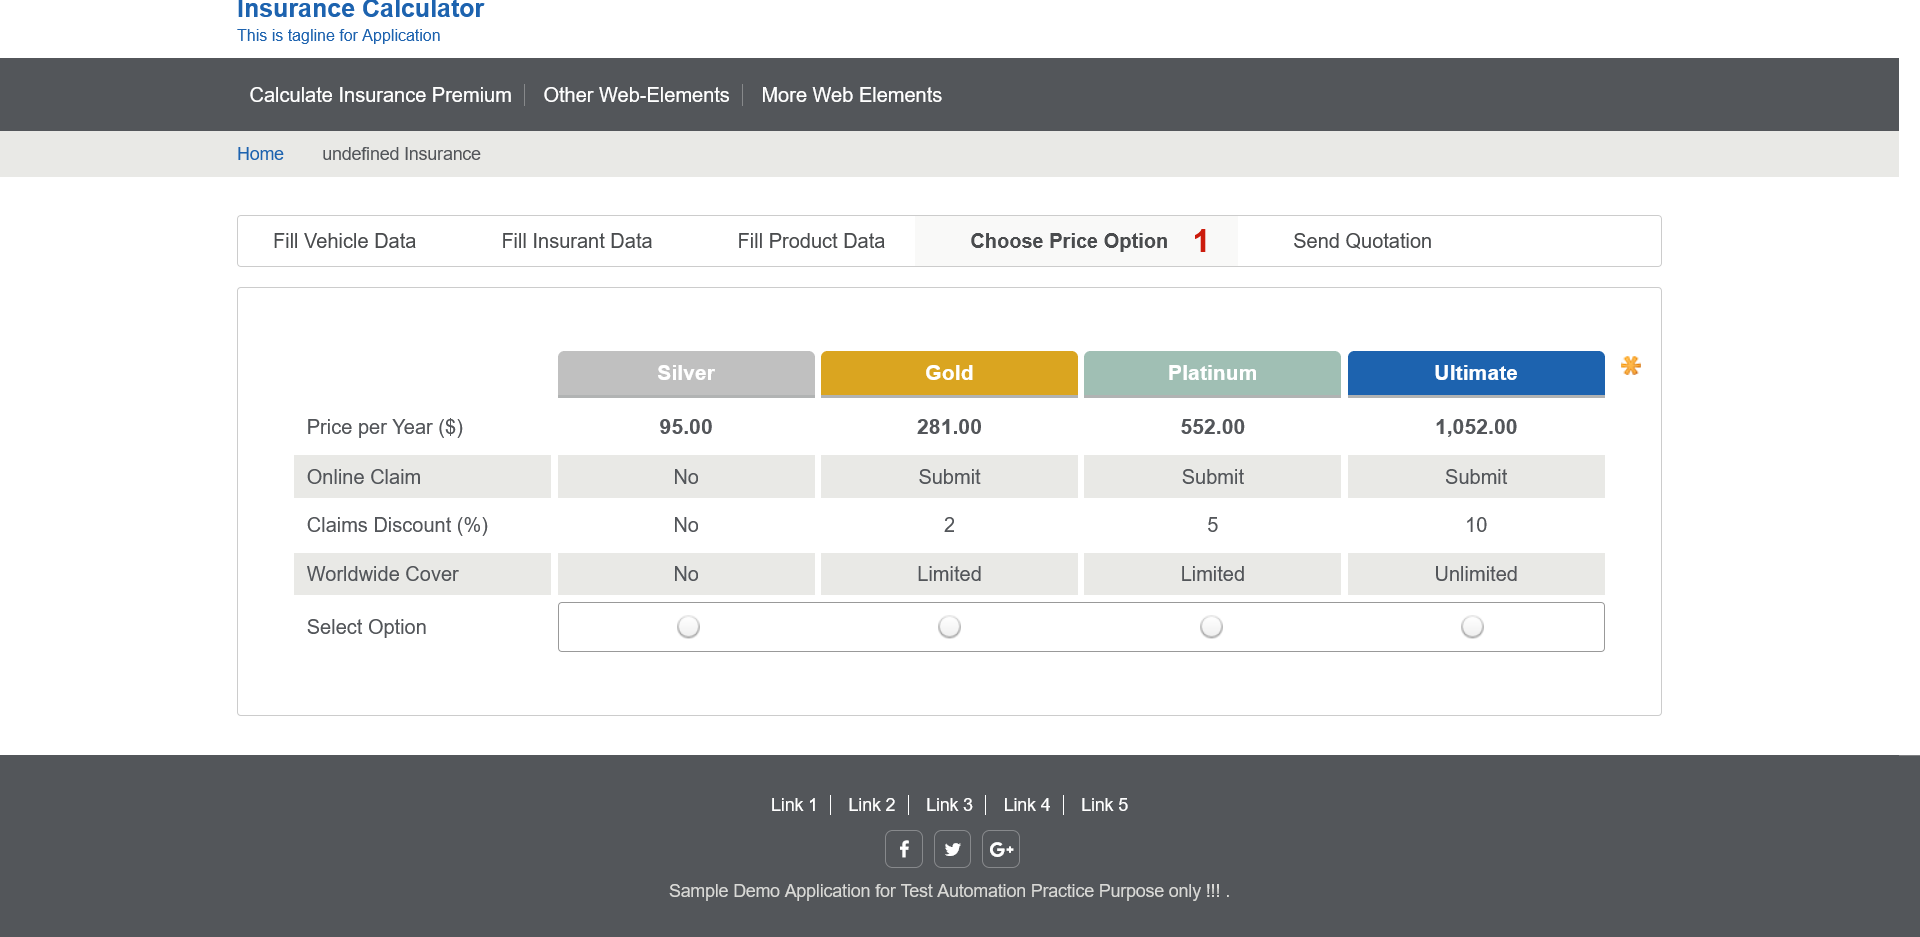 Insurance Calculator
This is tagline for Application
Calculate Insurance Premium Other Web-Elements More Web Elements
Home undefined Insurance
Fill Vehicle Data Fill Insurant Data Fill Product Data Choose Price Option 1 Send Quotation
Silver Gold Platinum Ultimate
Price per Year ($) 95.00 281.00 552.00 1,052.00
Online Claim No Submit Submit Submit
Claims Discount (%) No 2 5 10
Worldwide Cover No Limited Limited Unlimited
Select Option
Link 1 Link 2 Link 3 Link 4 Link 5
f G+
Sample Demo Application for Test Automation Practice Purpose only !!! .